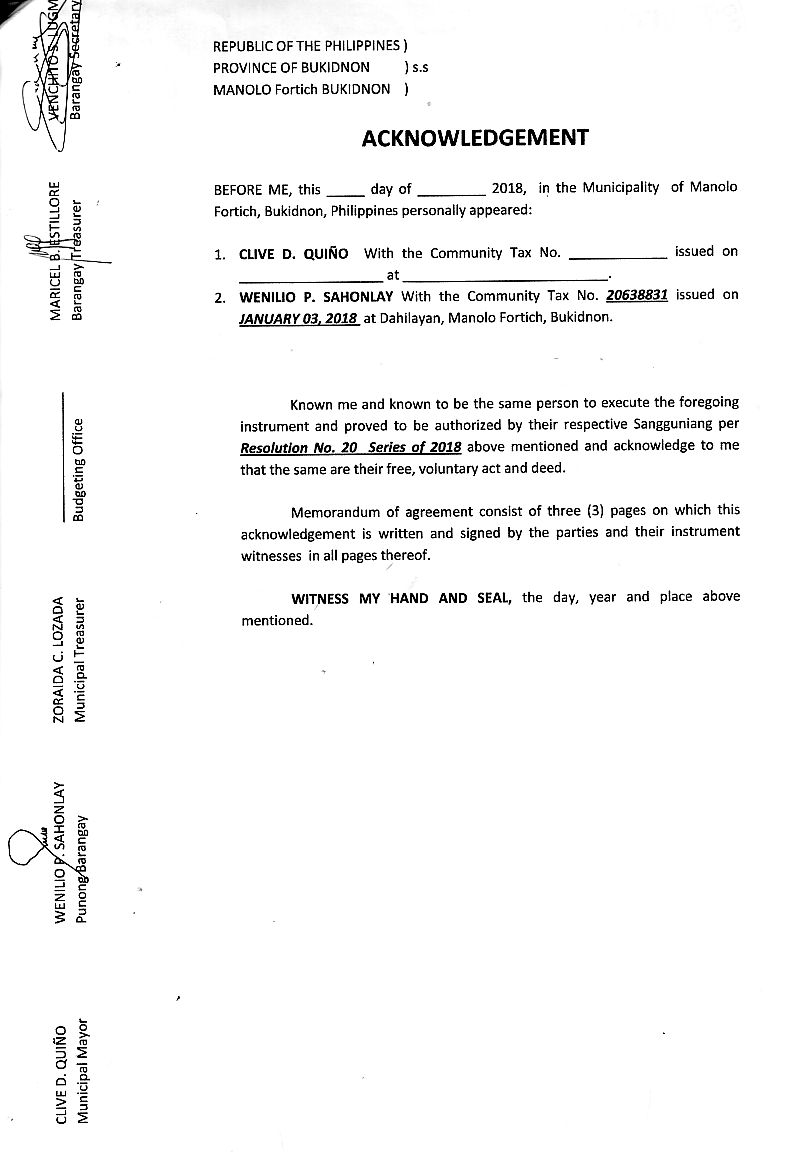 REPUBLIC OF THE PHILIPPINES )
PROVINCE OF BUKIDNON ) s.s
MANOLO Fortich BUKIDNON )
ACKNOWLEDGEMENT
BEFORE ME, this _____ day of ________ 2018, in the Municipality of Manolo
Fortich, Bukidnon, Philippines personally appeared:
1. CLIVE D. QUIÑO With the Community Tax No. ____________ issued on
_________________ at _________________________.
2. WENILIO P. SAHONLAY With the Community Tax No. 20638831 issued on
JANUARY 03, 2018 at Dahilayan, Manolo Fortich, Bukidnon.
Known me and known to be the same person to execute the foregoing
instrument and proved to be authorized by their respective Sangguniang per
Resolution No. 20 Series of 2018 above mentioned and acknowledge to me
that the same are their free, voluntary act and deed.
Memorandum of agreement consist of three (3) pages on which this
acknowledgement is written and signed by the parties and their instrument
witnesses in all pages thereof.
WITNESS MY HAND AND SEAL, the day, year and place above
mentioned.
CLIVE D. QUIÑO
Municipal Mayor
WENILIO P. SAHONLAY
Punong Barangay
ZORAIDA C. LOZADA
Municipal Treasurer
Budgeting Office
MARICEL B. ESTILLORE
Barangay Treasurer
VENCHITO S. LUGM
Barangay Secretary